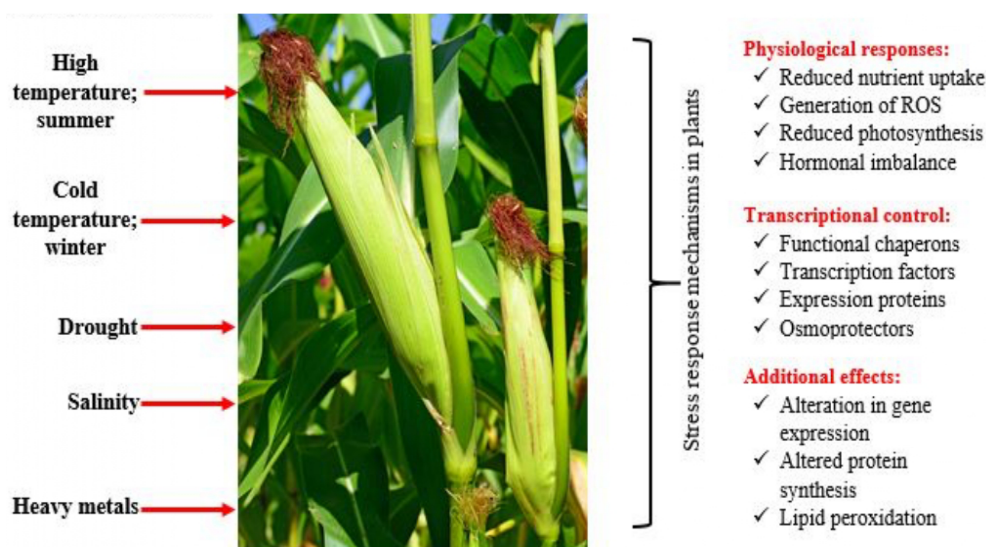 High
temperature;
summer
Cold
temperature;
winter
Drought
Salinity
Heavy metals
Stress response mechanisms in plants
Physiological responses:
✓ Reduced nutrient uptake
✓ Generation of ROS
✓ Reduced photosynthesis
✓ Hormonal imbalance
Transcriptional control:
✓ Functional chaperons
✓ Transcription factors
✓ Expression proteins
✓ Osmoprotectors
Additional effects:
✓ Alteration in gene
expression
✓ Altered protein
synthesis
✓ Lipid peroxidation